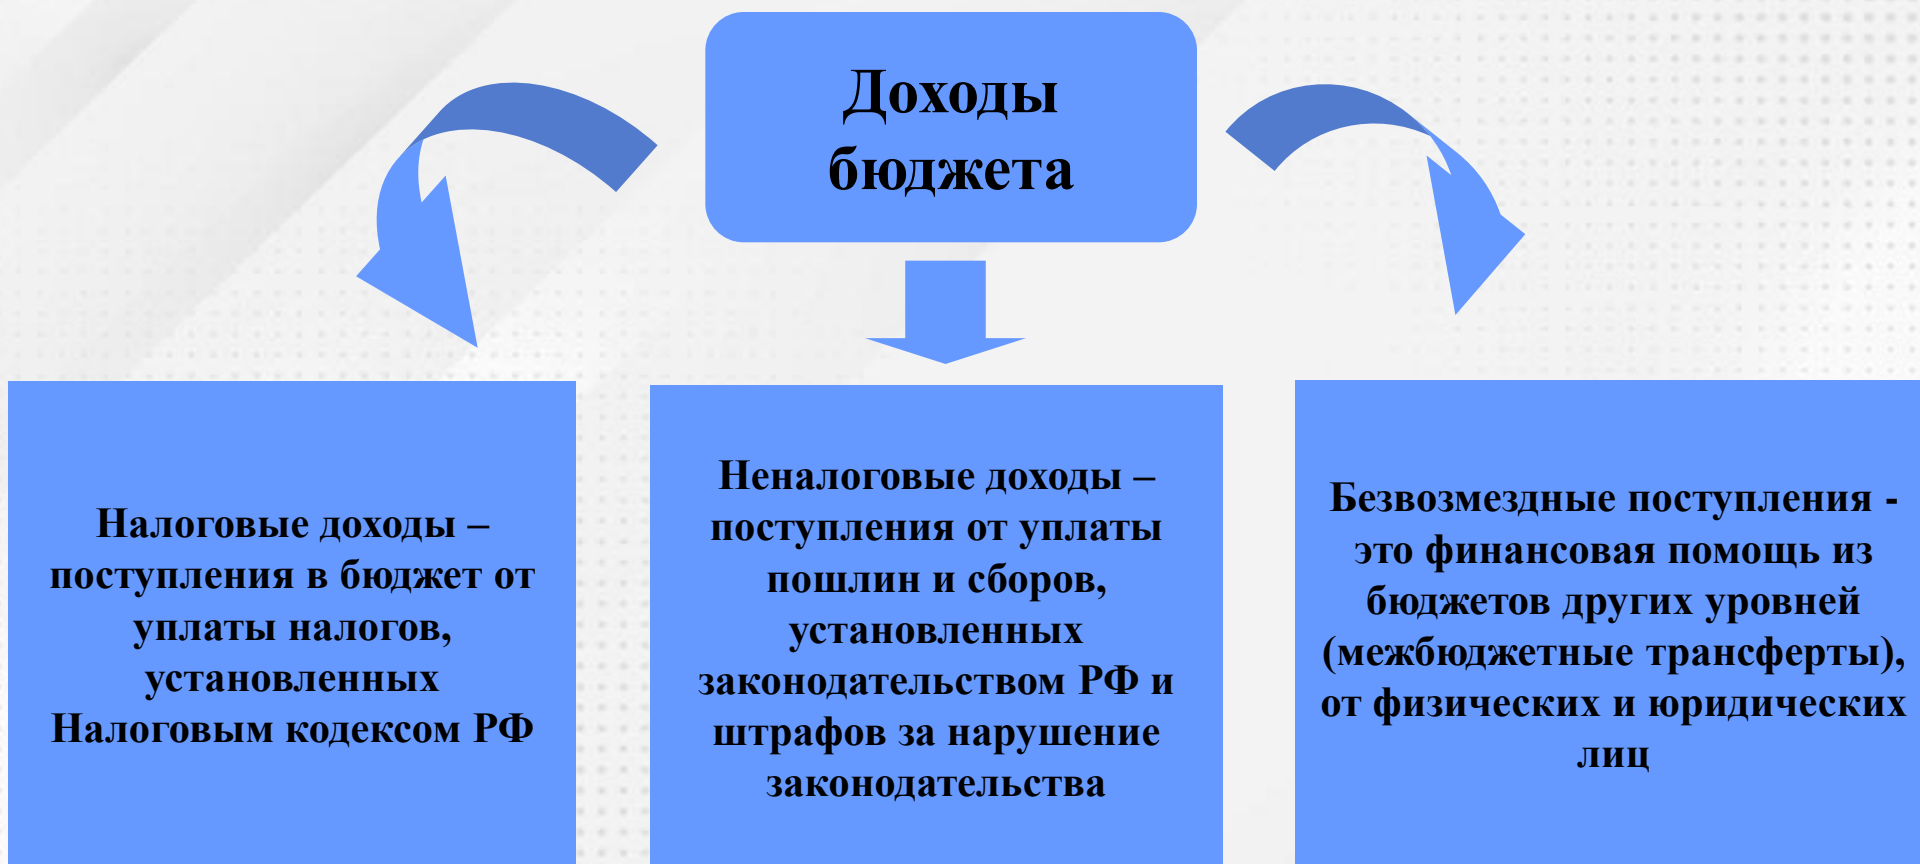 Доходы
бюджета
Налоговые доходы –
поступления в бюджет от
уплаты налогов,
установленных
Налоговым кодексом РФ
Неналоговые доходы –
поступления от уплаты
пошлин и сборов,
установленных
законодательством РФ и
штрафов за нарушение
законодательства
Безвозмездные поступления -
это финансовая помощь из
бюджетов других уровней
(межбюджетные трансферты),
от физических и юридических
лиц